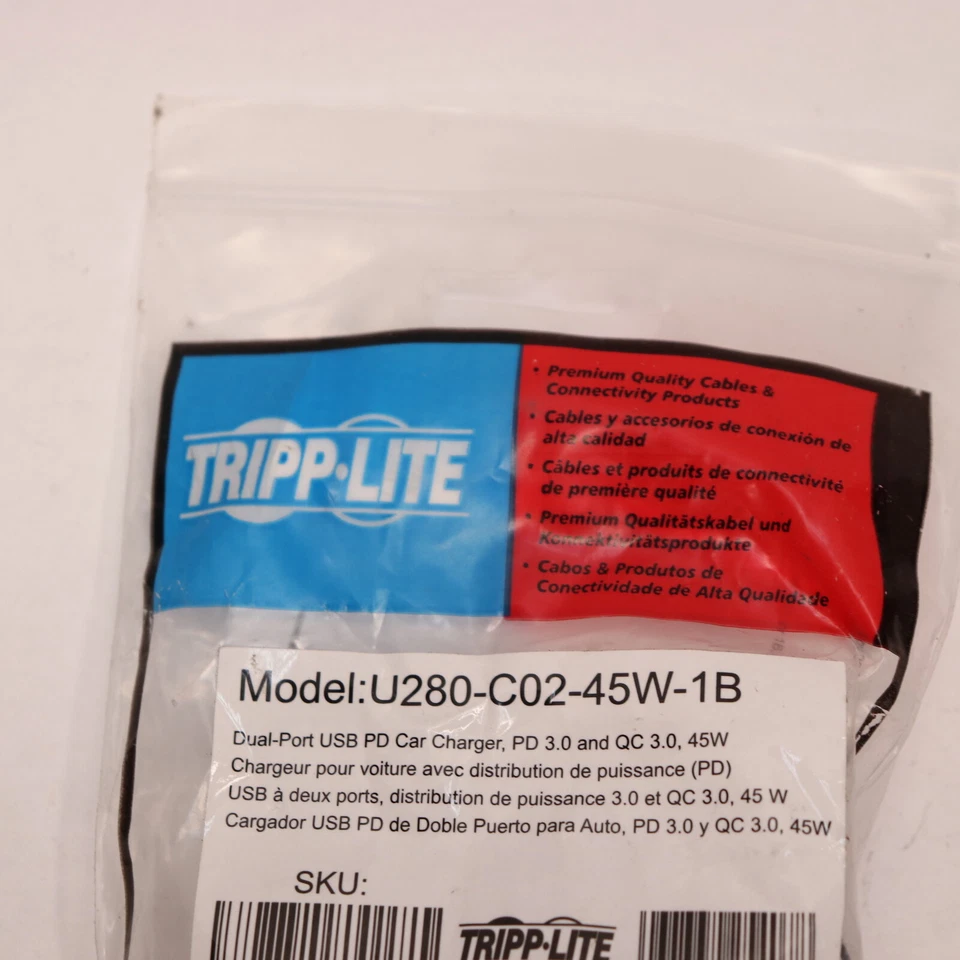 TRIPP·LITE
• Premium Quality Cables &
Connectivity Products
• Cables y accesorios de conexión de
alta calidad
• Câbles et produits de connectivité
de première qualité
• Premium Qualitätskabel und
Konnektivitätsprodukte
• Cabos & Produtos de
Conectividade de Alta Qualidade
Model:U280-C02-45W-1B
Dual-Port USB PD Car Charger, PD 3.0 and QC 3.0, 45W
Chargeur pour voiture avec distribution de puissance (PD)
USB à deux ports, distribution de puissance 3.0 et QC 3.0, 45 W
Cargador USB PD de Doble Puerto para Auto, PD 3.0 y QC 3.0, 45W
SKU:
TRIPP·LITE